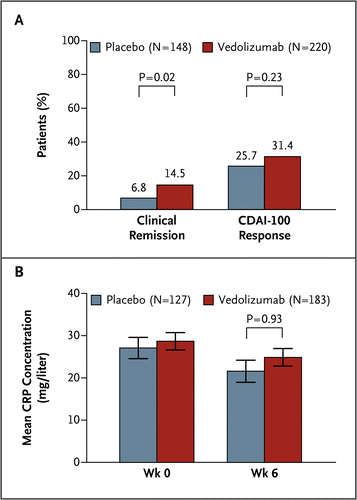 A
Placebo (N=148) Vedolizumab (N=220)
Patients (%)
100
80
60
40
20
0
P=0.02
P=0.23
6.8
14.5
25.7
31.4
Clinical
Remission
CDAI-100
Response
B
Placebo (N=127) Vedolizumab (N=183)
Mean CRP Concentration
(mg/liter)
40
30
20
10
0
P=0.93
Wk 0
Wk 6